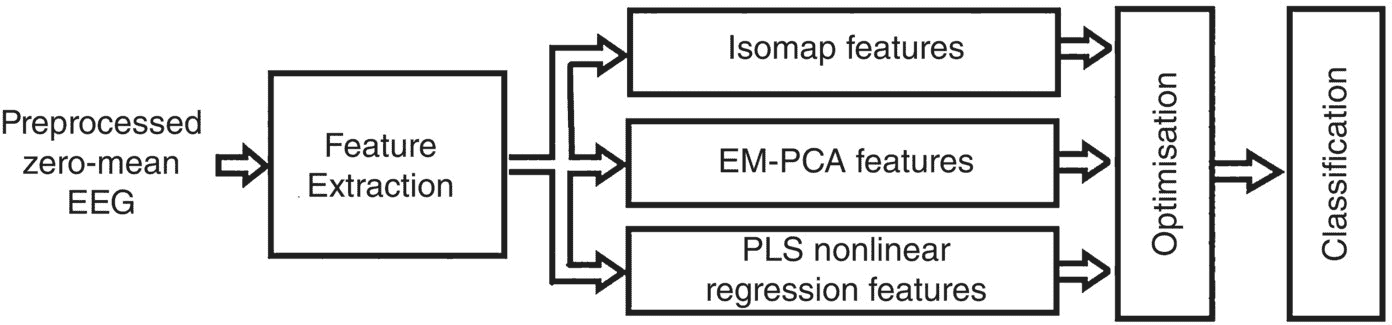 Preprocessed
zero-mean
EEG
Feature
Extraction
Isomap features
EM-PCA features
PLS nonlinear
regression features
Optimisation
Classification